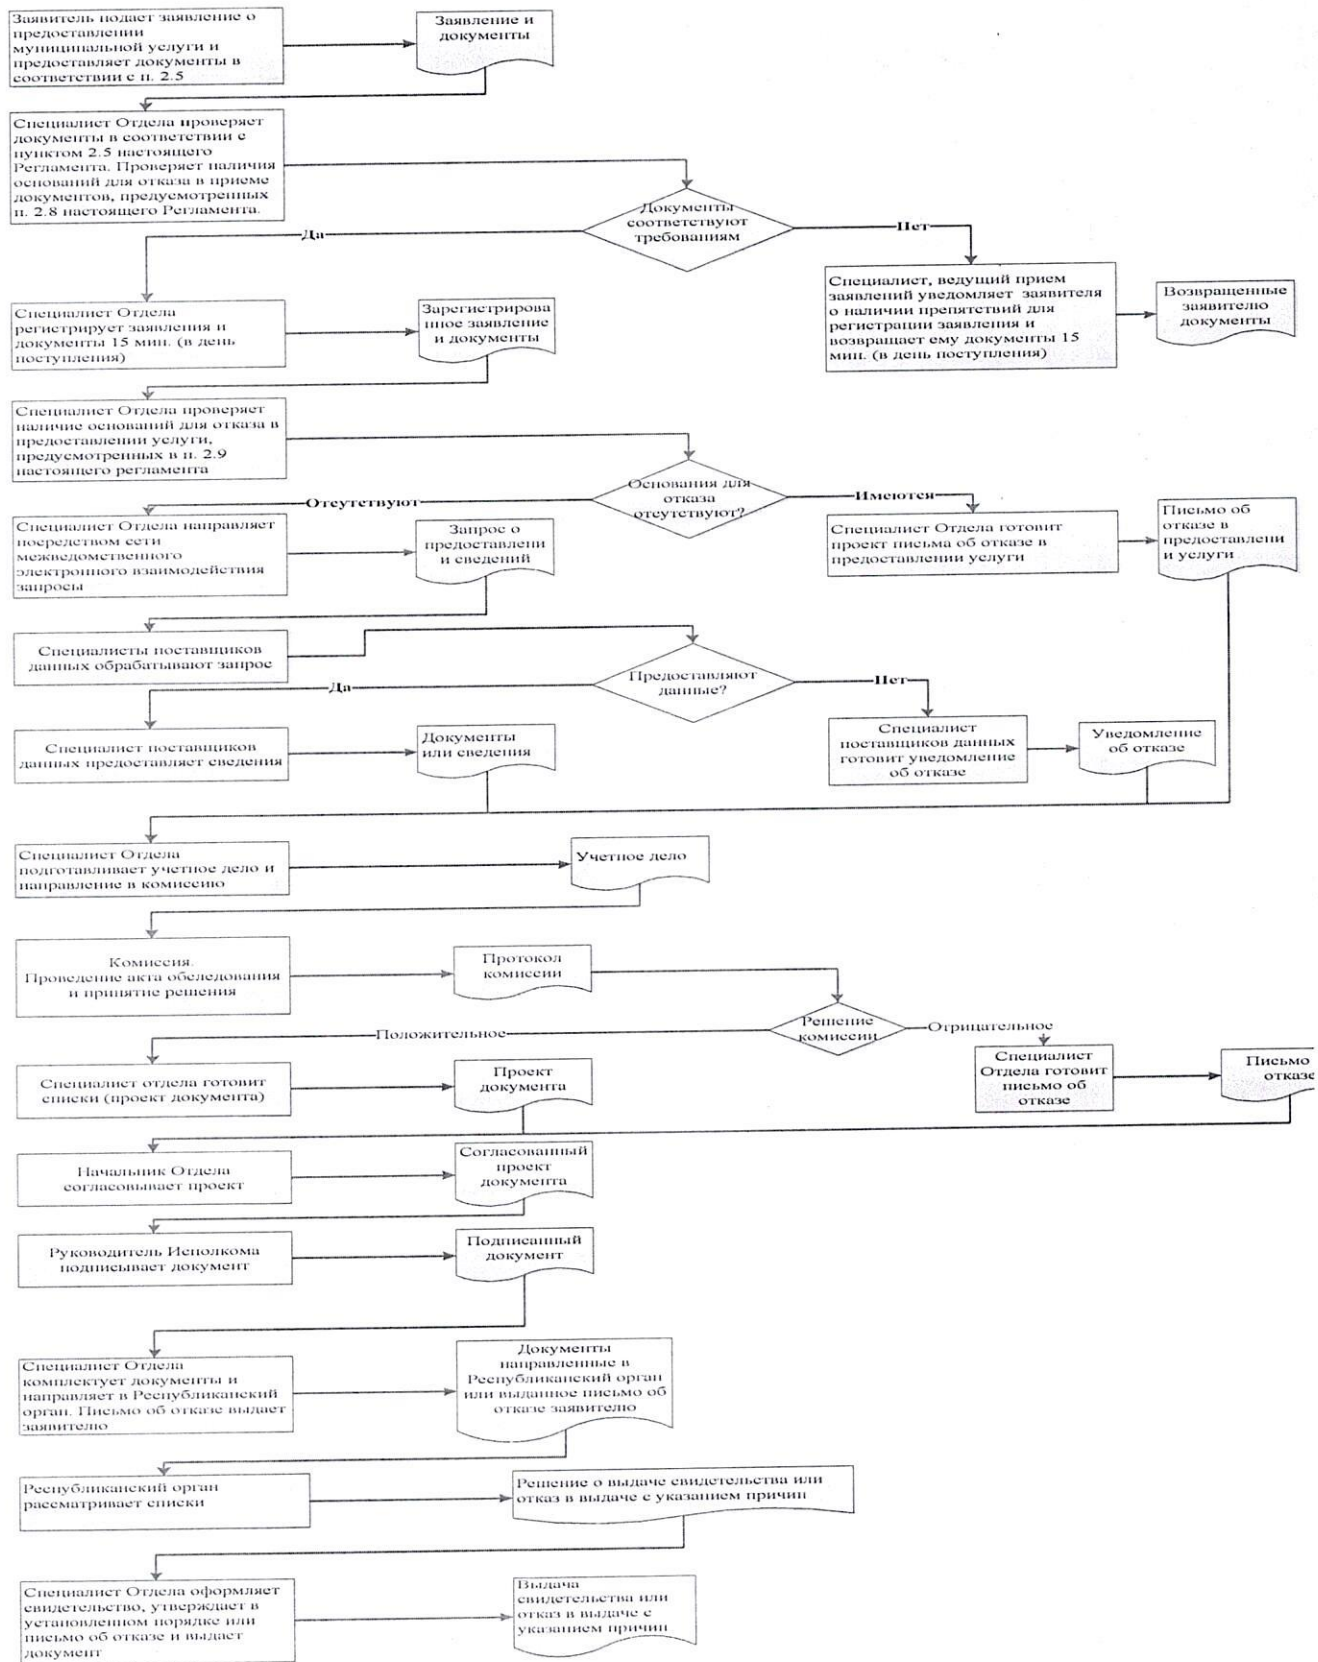 Заявитель подает заявление о
предоставлении
муниципальной услуги и
предоставляет документы в
соответствии с п. 2.5
Заявление и
документы
Специалист Отдела проверяет
документы в соответствии с
пунктом 2.5 настоящего
Регламента. Проверяет наличия
оснований для отказа в приеме
документов, предусмотренных
п. 2.8 настоящего Регламента.
Документы
соответствуют
требованиям
Да
Нет
Специалист Отдела
регистрирует заявления и
документы 15 мин. (в день
поступления)
Зарегистрирова
нное заявление
и документы
Специалист, ведущий прием
заявлений уведомляет заявителя
о наличии препятствий для
регистрации заявления и
возвращает ему документы 15
мин. (в день поступления)
Возвращенные
заявителю
документы
Специалист Отдела проверяет
наличие оснований для отказа в
предоставлении услуги,
предусмотренных в п. 2.9
настоящего регламента
Основания для
отказа
отсутствуют?
Отсутствуют
Имеются
Специалист Отдела направляет
посредством сети
межведомственного
электронного взаимодействия
запросы
Запрос о
предоставлени
и сведений
Специалист Отдела готовит
проект письма об отказе в
предоставлении услуги
Письмо об
отказе в
предоставлени
и услуги
Специалисты поставщиков
данных обрабатывают запрос
Предоставляют
данные?
Да
Нет
Специалист поставщиков
данных предоставляет сведения
Документы
или сведения
Специалист
поставщиков данных
готовит уведомление
об отказе
Уведомление
об отказе
Специалист Отдела
подготавливает учетное дело и
направление в комиссию
Учетное дело
Комиссия.
Проведение акта обследования
и принятие решения
Протокол
комиссии
Решение
комиссии
Положительное
Отрицательное
Специалист отдела готовит
списки (проект документа)
Проект
документа
Специалист
Отдела готовит
письмо об
отказе
Письмо
отказе
Начальник Отдела
согласовывает проект
Согласованный
проект
документа
Руководитель Исполкома
подписывает документ
Подписанный
документ
Специалист Отдела
комплектует документы и
направляет в Республиканский
орган. Письмо об отказе выдает
заявителю
Документы
направленные в
Республиканский орган
или выданное письмо об
отказе заявителю
Республиканский орган
рассматривает списки
Решение о выдаче свидетельства или
отказ в выдаче с указанием причин
Специалист Отдела оформляет
свидетельство, утверждает в
установленном порядке или
письмо об отказе и выдает
документ
Выдача
свидетельства или
отказ в выдаче с
указанием причин